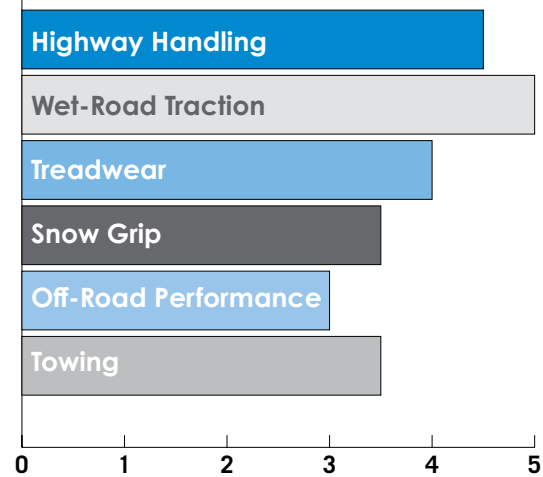 Highway Handling
Wet-Road Traction
Treadwear
Snow Grip
Off-Road Performance
Towing
0 1 2 3 4 5